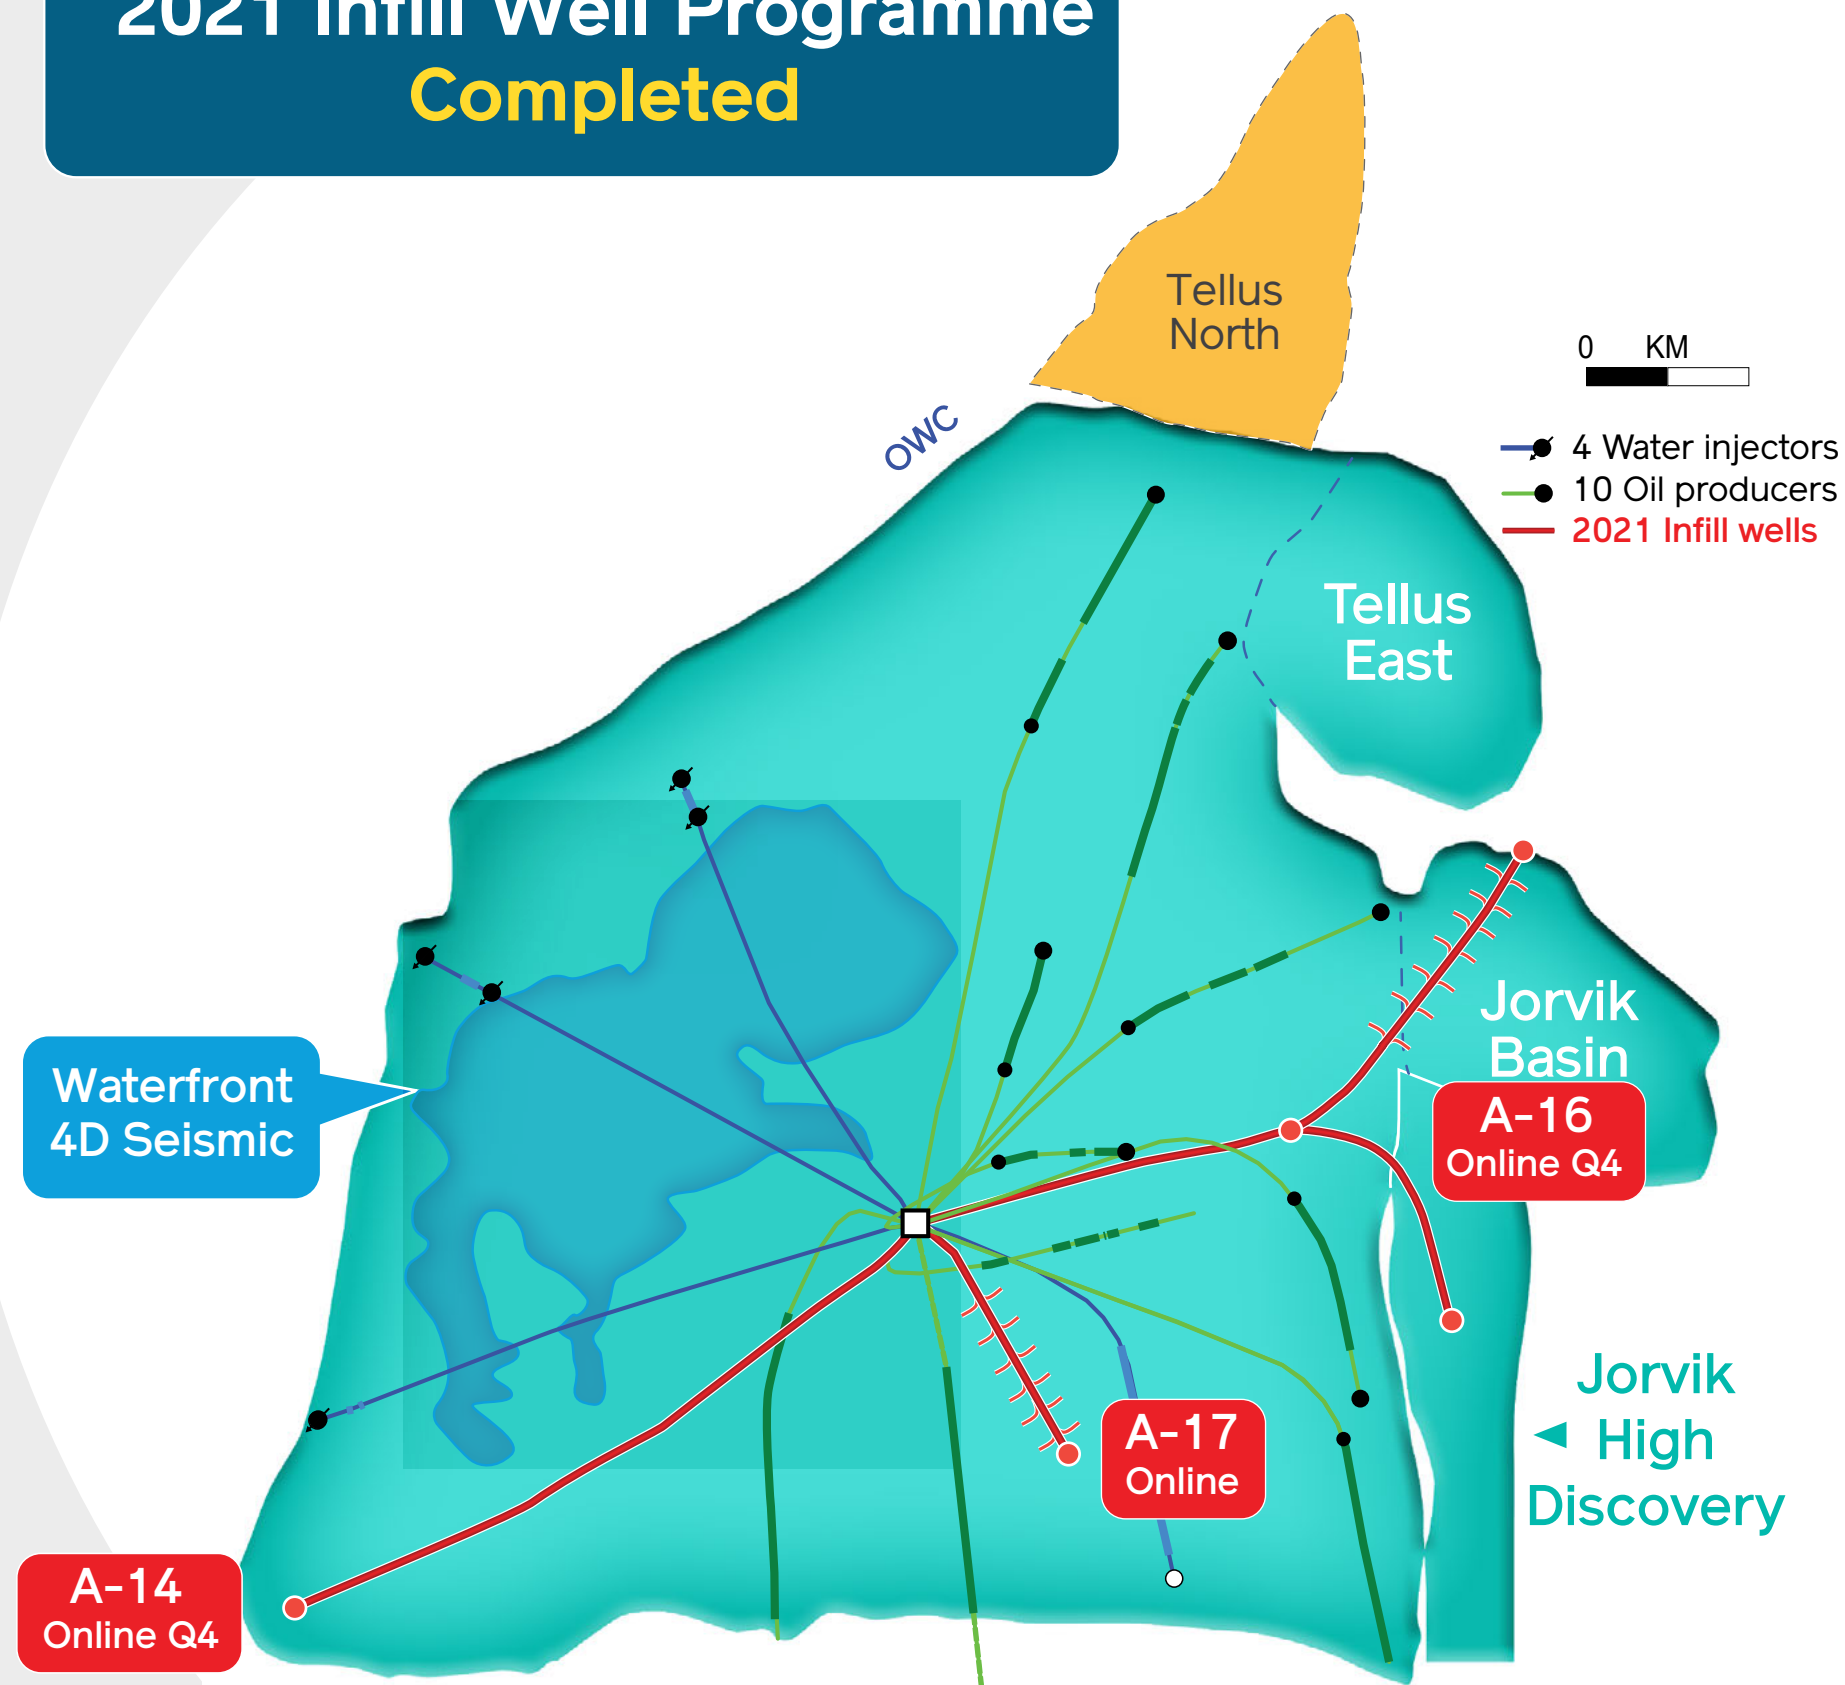 2021 Infill Well Programme
Completed
Tellus
North
0 KM
OWC
4 Water injectors
10 Oil producers
2021 Infill wells
Tellus
East
Jorvik
Basin
Waterfront
4D Seismic
A-16
Online Q4
Jorvik
High
Discovery
A-17
Online
A-14
Online Q4